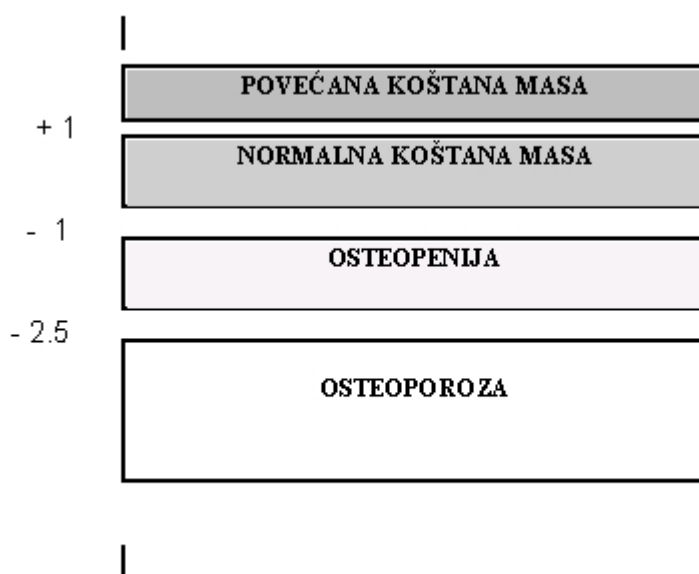 POVEĆANA KOŠTANA MASA
+ 1
NORMALNA KOŠTANA MASA
- 1
OSTEOPENIJA
- 2.5
OSTEOPOROZA